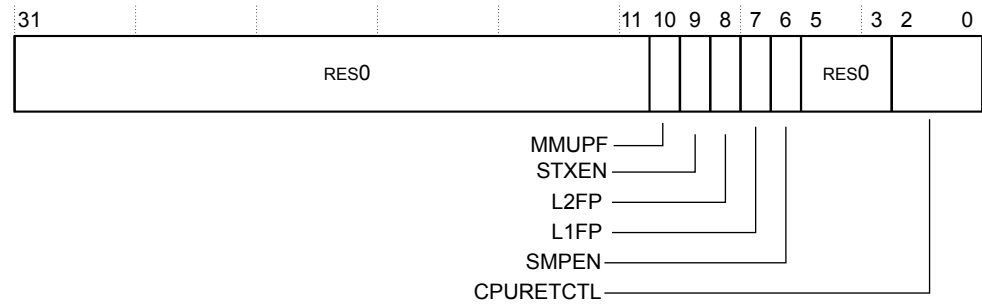 31 11 10 9 8 7 6 5 3 2 0
RES0 RES0
MMUPF
STXEN
L2FP
L1FP
SMPEN
CPURETCTL